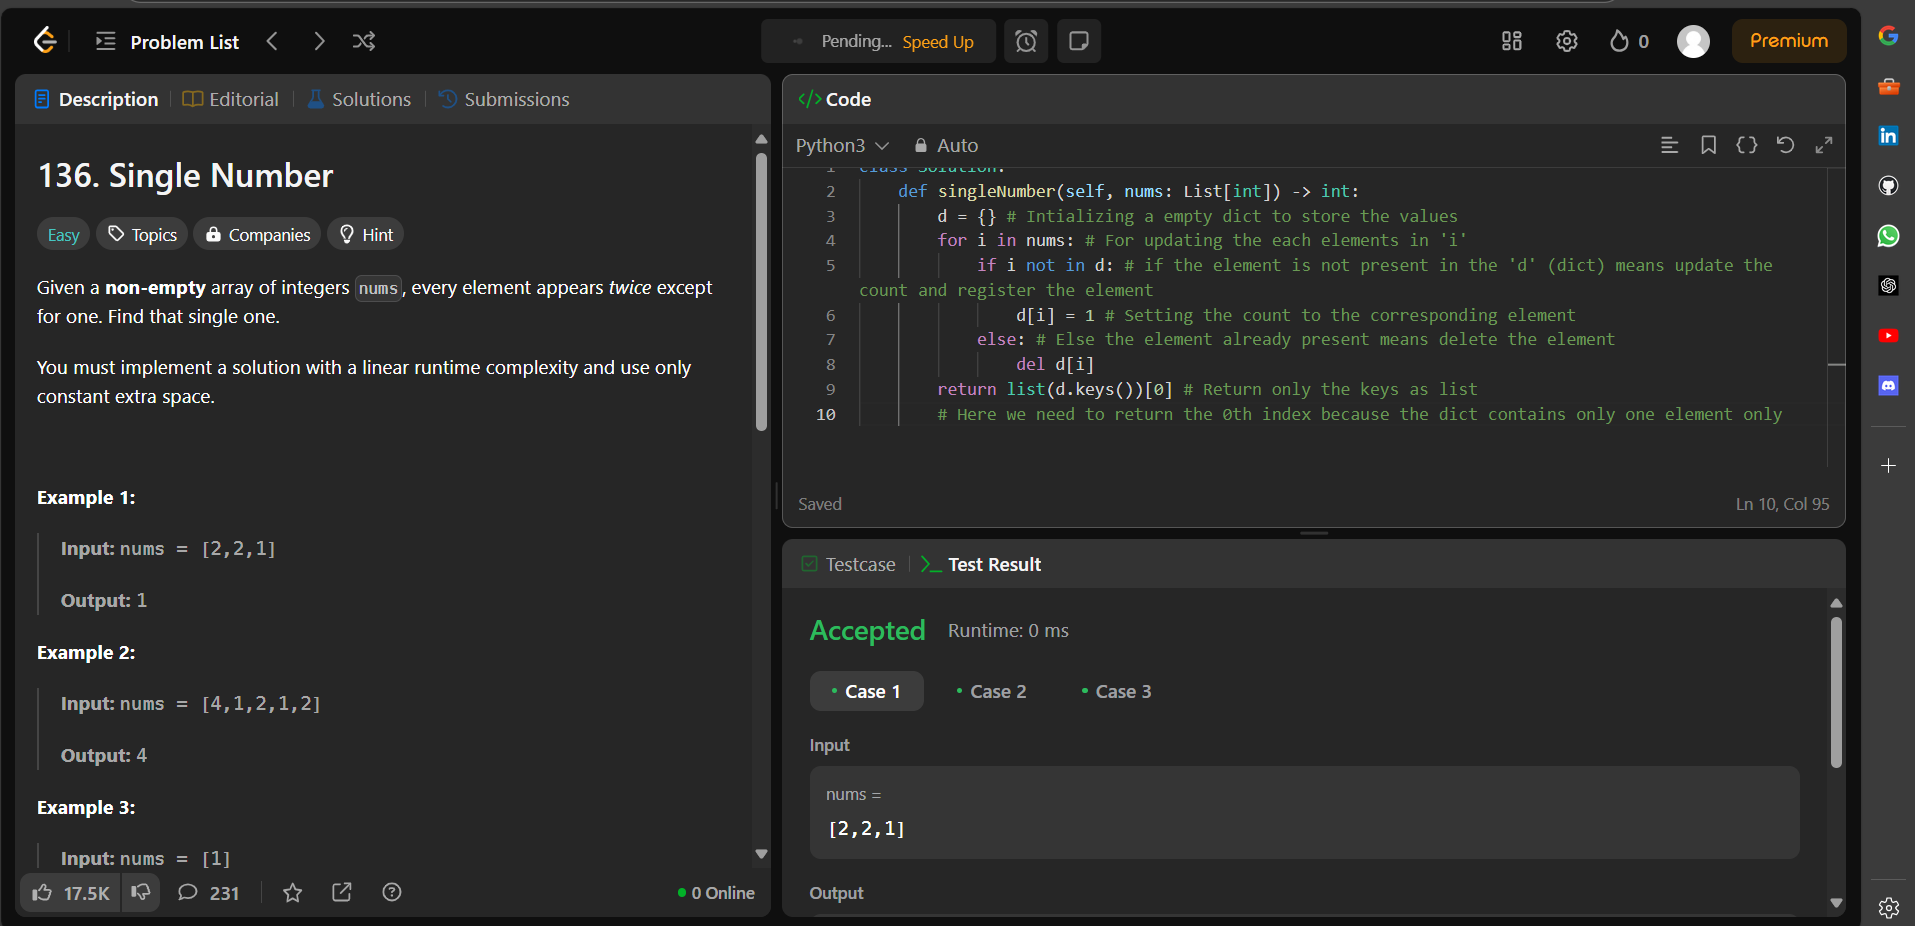 Problem List
Pending... Speed Up
0
Premium
Description
Editorial
Solutions
Submissions
136. Single Number
Easy
Topics
Companies
Hint
Given a non-empty array of integers nums, every element appears twice except
for one. Find that single one.
You must implement a solution with a linear runtime complexity and use only
constant extra space.
Example 1:
Input: nums = [2,2,1]
Output: 1
Example 2:
Input: nums = [4,1,2,1,2]
Output: 4
Example 3:
Input: nums = [1]
17.5K
231
0 Online
</> Code
Python3
Auto
1 class Solution:
2 def singleNumber(self, nums: List[int]) -> int:
3 d = {} # Intializing a empty dict to store the values
4 for i in nums: # For updating the each elements in 'i'
5 if i not in d: # if the element is not present in the 'd' (dict) means update the
count and register the element
6 d[i] = 1 # Setting the count to the corresponding element
7 else: # Else the element already present means delete the element
8 del d[i]
9 return list(d.keys())[0] # Return only the keys as list
10 # Here we need to return the 0th index because the dict contains only one element only
Saved
Ln 10, Col 95
Testcase
Test Result
Accepted
Runtime: 0 ms
Case 1
Case 2
Case 3
Input
nums =
[2,2,1]
Output
in